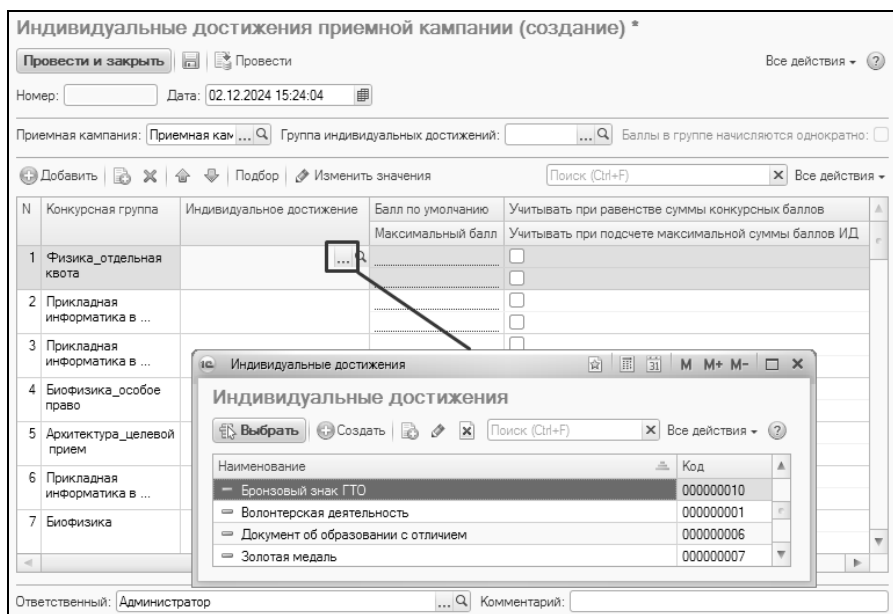 Индивидуальные достижения приемной кампании (создание) *
Провести и закрыть Провести Все действия ?
Номер: Дата: 02.12.2024 15:24:04
Приемная кампания: Приемная кам ... Группа индивидуальных достижений: ... Баллы в группе начисляются однократно:
Добавить Подбор Изменить значения Поиск (Ctrl+F) x Все действия
N Конкурсная группа Индивидуальное достижение Балл по умолчанию Учитывать при равенстве суммы конкурсных баллов
Максимальный балл Учитывать при подсчете максимальной суммы баллов ИД
1 Физика_отдельная ...
квота
2 Прикладная
информатика в ...
3 Прикладная
информатика в ...
4 Биофизика_особое
право
5 Архитектура_целевой
прием
6 Прикладная
информатика в ...
7 Биофизика
1С Индивидуальные достижения 31 M M+ M-
Индивидуальные достижения
Выбрать Создать Поиск (Ctrl+F) x Все действия ?
Наименование Код
Бронзовый знак ГТО 000000010
Волонтерская деятельность 000000001
Документ об образовании с отличием 000000006
Золотая медаль 000000007
Ответственный: Администратор ... Комментарий: